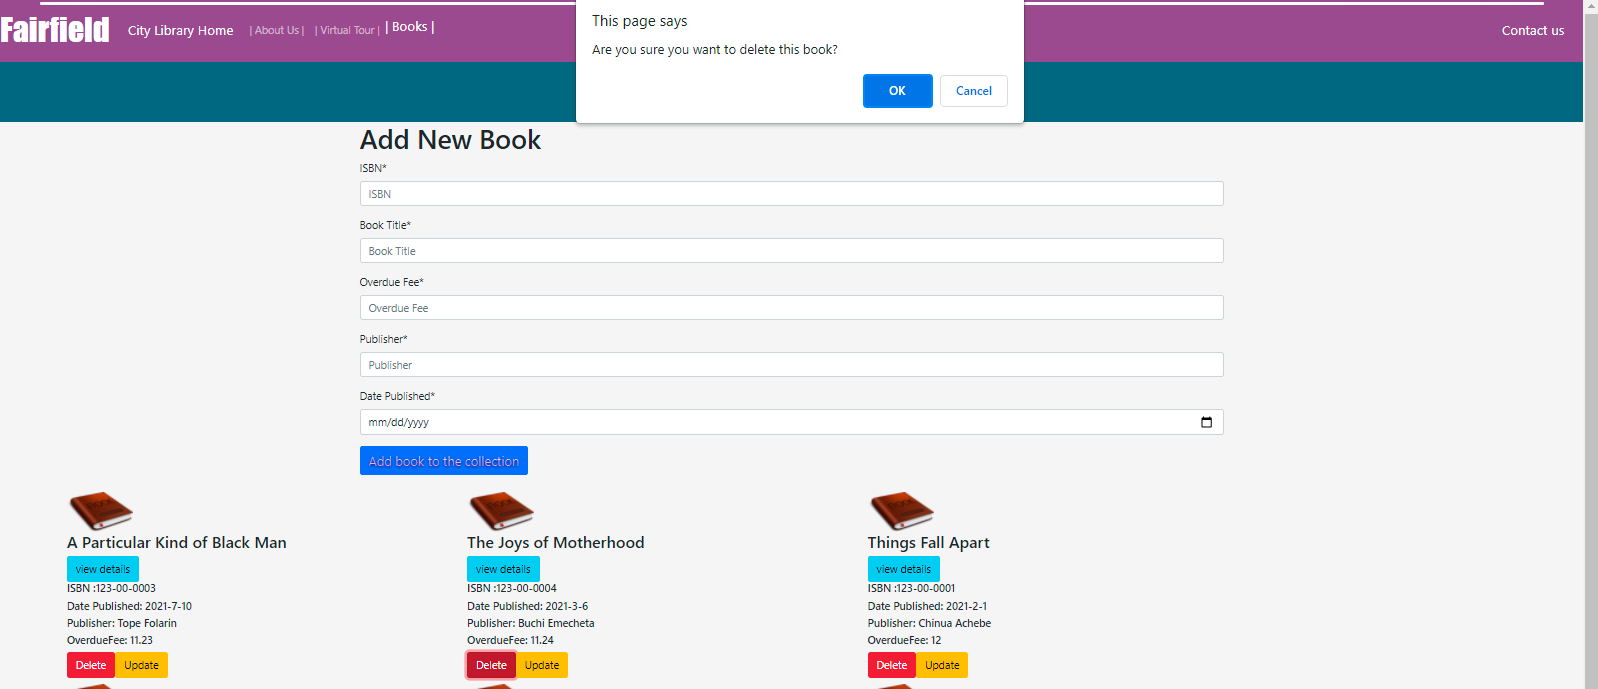 This page says
Are you sure you want to delete this book?
OK Cancel
Fairfield City Library Home | About Us | | Virtual Tour | | Books | Contact us
Add New Book
ISBN*
ISBN
Book Title*
Book Title
Overdue Fee*
Overdue Fee
Publisher*
Publisher
Date Published*
mm/dd/yyyy
Add book to the collection
A Particular Kind of Black Man
view details
ISBN :123-00-0003
Date Published: 2021-7-10
Publisher: Tope Folarin
OverdueFee: 11.23
Delete Update
The Joys of Motherhood
view details
ISBN :123-00-0004
Date Published: 2021-3-6
Publisher: Buchi Emecheta
OverdueFee: 11.24
Delete Update
Things Fall Apart
view details
ISBN :123-00-0001
Date Published: 2021-2-1
Publisher: Chinua Achebe
OverdueFee: 12
Delete Update